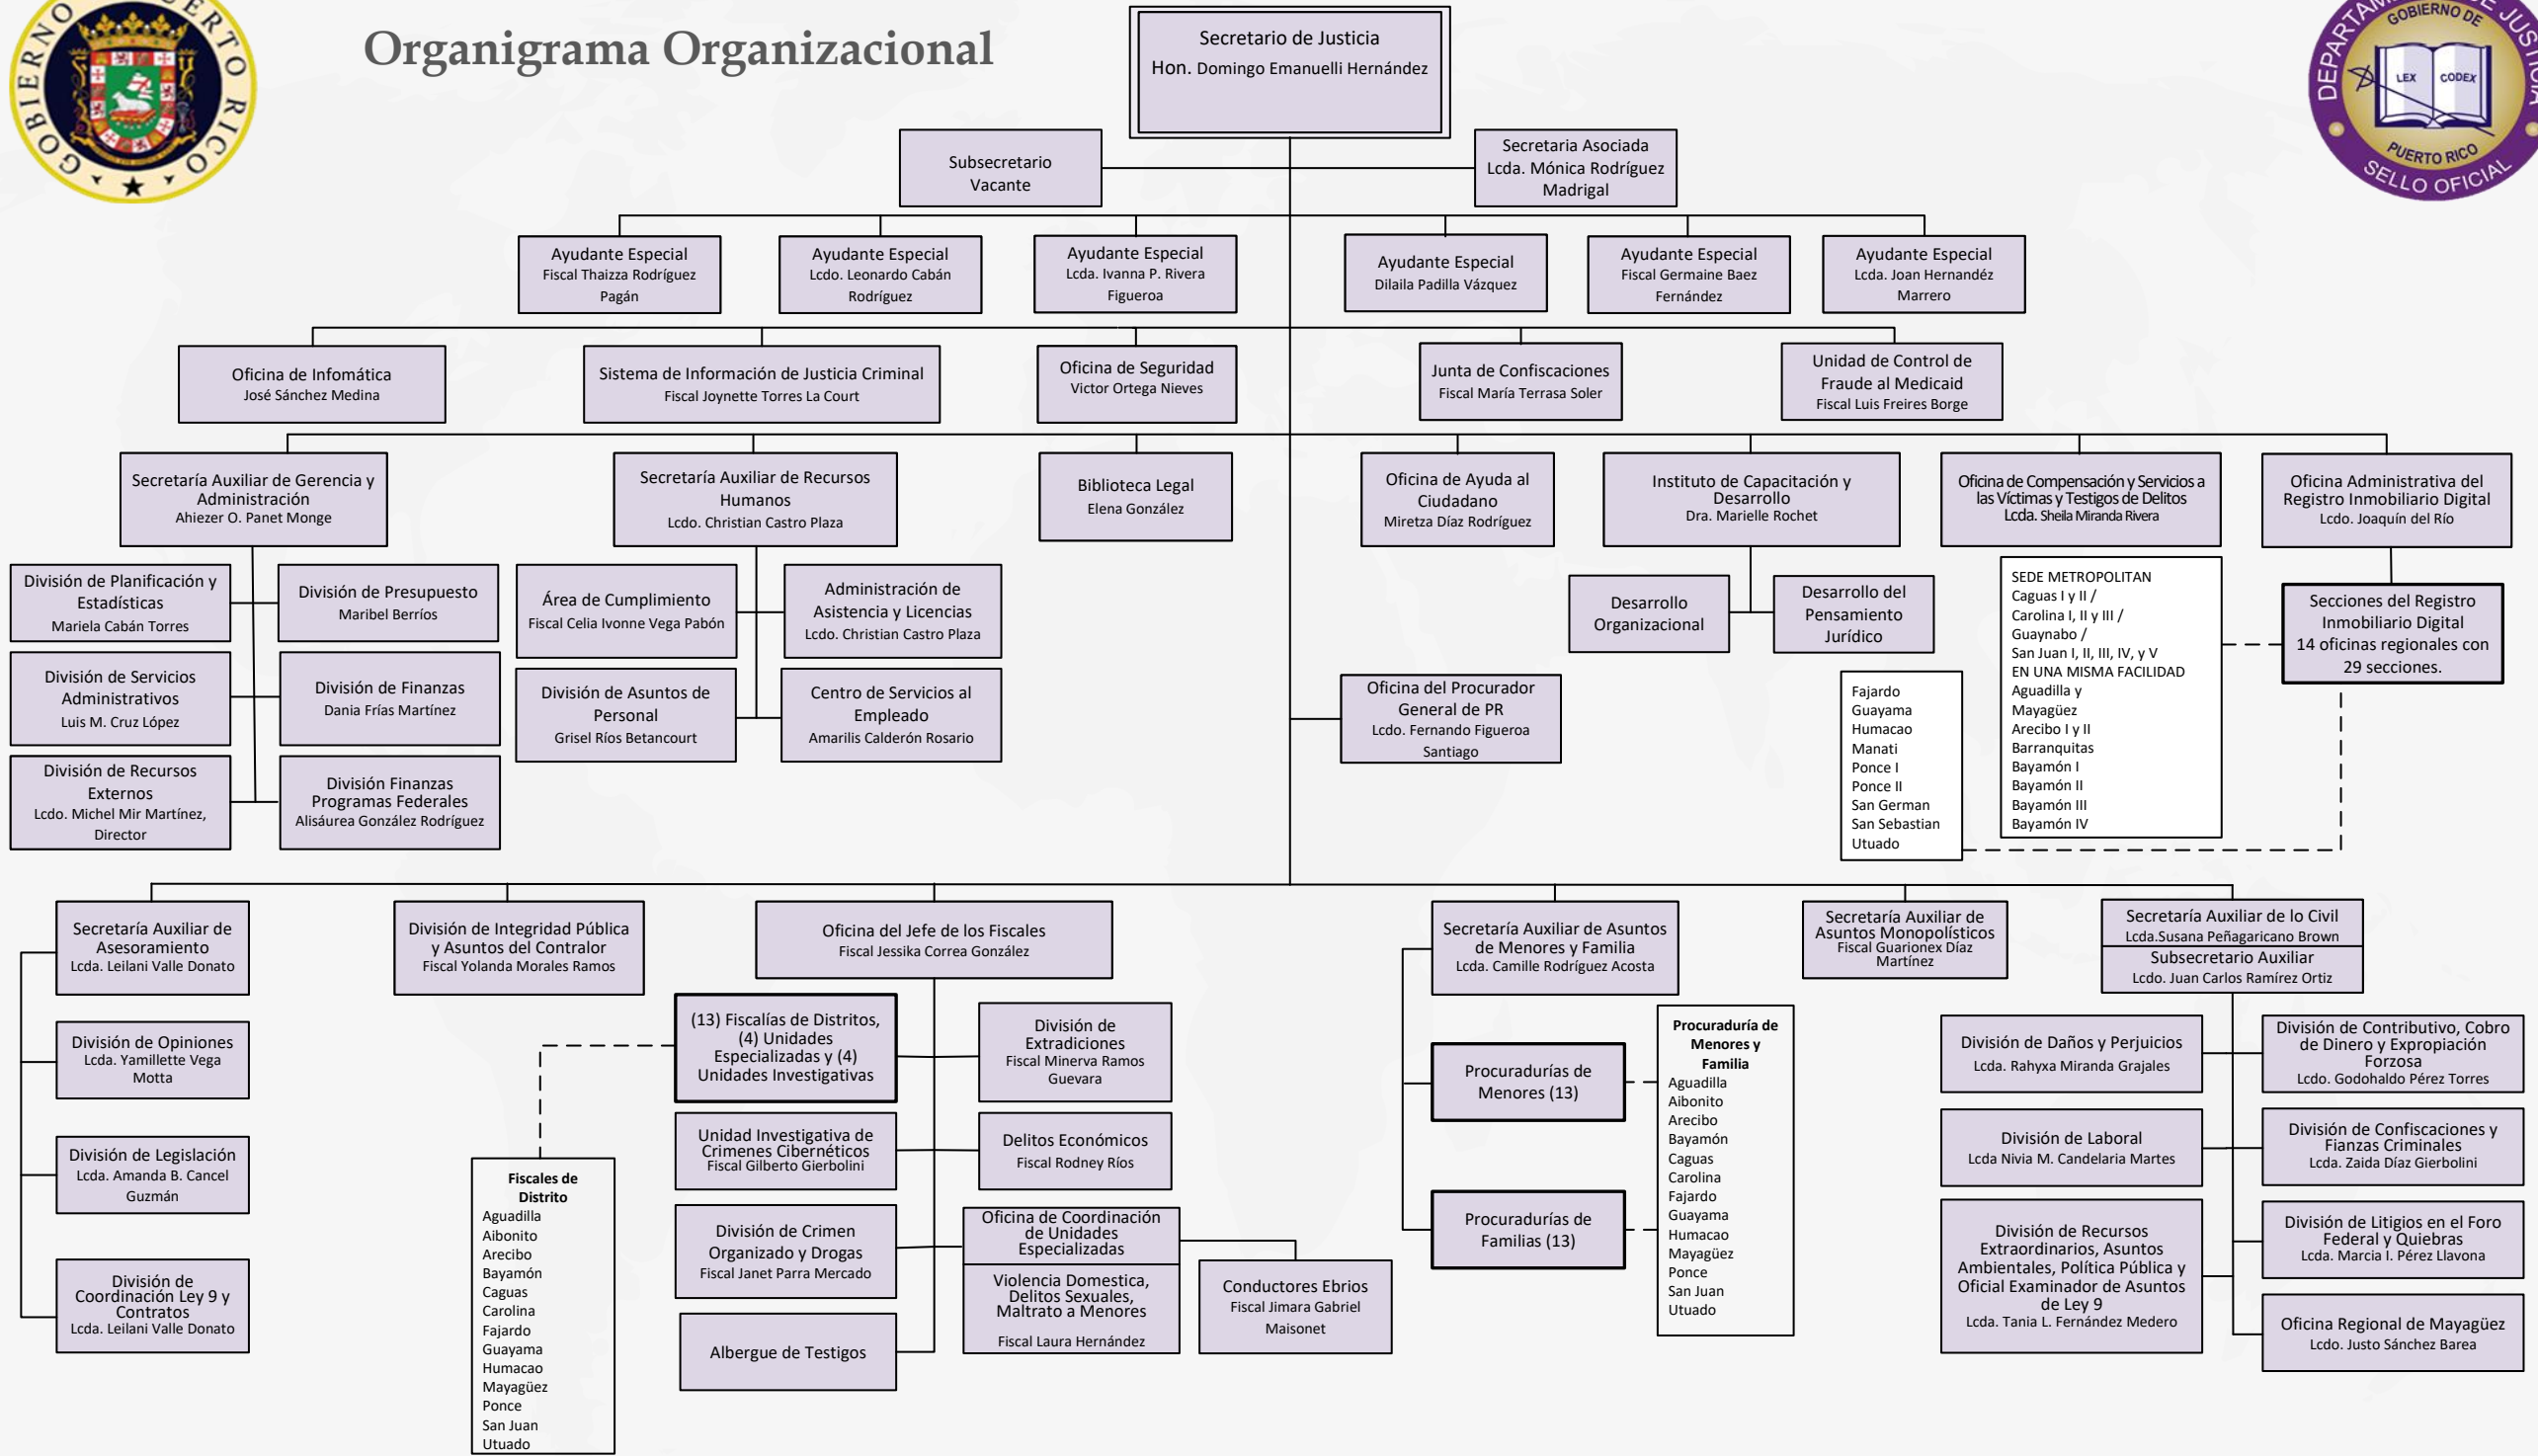 GOBIERNO
PUERTO RICO
Organigrama Organizacional
Secretario de Justicia
Hon. Domingo Emanuelli Hernández
GOBIERNO DE
LEX
CODEX
PUERTO RICO
SELLO OFICIAL
Subsecretario
Vacante
Secretaria Asociada
Lcda. Mónica Rodríguez
Madrigal
Ayudante Especial
Fiscal Thaizza Rodríguez
Pagán
Ayudante Especial
Lcdo. Leonardo Cabán
Rodríguez
Ayudante Especial
Lcda. Ivanna P. Rivera
Figueroa
Ayudante Especial
Dilaila Padilla Vázquez
Ayudante Especial
Fiscal Germaine Baez
Fernández
Ayudante Especial
Lcda. Joan Hernandéz
Marrero
Oficina de Infomática
José Sánchez Medina
Sistema de Información de Justicia Criminal
Fiscal Joynette Torres La Court
Oficina de Seguridad
Victor Ortega Nieves
Junta de Confiscaciones
Fiscal María Terrasa Soler
Unidad de Control de
Fraude al Medicaid
Fiscal Luis Freires Borge
Secretaría Auxiliar de Gerencia y
Administración
Ahiezer O. Panet Monge
Secretaría Auxiliar de Recursos
Humanos
Lcdo. Christian Castro Plaza
Biblioteca Legal
Elena González
Oficina de Ayuda al
Ciudadano
Miretza Díaz Rodríguez
Instituto de Capacitación y
Desarrollo
Dra. Marielle Rochet
Oficina de Compensación y Servicios a
las Víctimas y Testigos de Delitos
Lcda. Sheila Miranda Rivera
Oficina Administrativa del
Registro Inmobiliario Digital
Lcdo. Joaquín del Río
División de Planificación y
Estadísticas
Mariela Cabán Torres
División de Presupuesto
Maribel Berríos
Área de Cumplimiento
Fiscal Celia Ivonne Vega Pabón
Administración de
Asistencia y Licencias
Lcdo. Christian Castro Plaza
Desarrollo
Organizacional
Desarrollo del
Pensamiento
Jurídico
SEDE METROPOLITAN
Caguas I y II /
Carolina I, II y III /
Guaynabo /
San Juan I, II, III, IV, y V
EN UNA MISMA FACILIDAD
Aguadilla y
Mayagüez
Arecibo I y II
Barranquitas
Bayamón I
Bayamón II
Bayamón III
Bayamón IV
Secciones del Registro
Inmobiliario Digital
14 oficinas regionales con
29 secciones.
División de Servicios
Administrativos
Luis M. Cruz López
División de Finanzas
Dania Frías Martínez
División de Asuntos de
Personal
Grisel Ríos Betancourt
Centro de Servicios al
Empleado
Amarilis Calderón Rosario
Oficina del Procurador
General de PR
Lcdo. Fernando Figueroa
Santiago
Fajardo
Guayama
Humacao
Manati
Ponce I
Ponce II
San German
San Sebastian
Utuado
División de Recursos
Externos
Lcdo. Michel Mir Martínez,
Director
División Finanzas
Programas Federales
Alisáurea González Rodríguez
Secretaría Auxiliar de
Asesoramiento
Lcda. Leilani Valle Donato
División de Integridad Pública
y Asuntos del Contralor
Fiscal Yolanda Morales Ramos
Oficina del Jefe de los Fiscales
Fiscal Jessika Correa González
Secretaría Auxiliar de Asuntos
de Menores y Familia
Lcda. Camille Rodríguez Acosta
Secretaría Auxiliar de
Asuntos Monopolísticos
Fiscal Guarionex Díaz
Martínez
Secretaría Auxiliar de lo Civil
Lcda.Susana Peñagaricano Brown
Subsecretario Auxiliar
Lcdo. Juan Carlos Ramírez Ortiz
División de Opiniones
Lcda. Yamillette Vega
Motta
División de Legislación
Lcda. Amanda B. Cancel
Guzmán
División de
Coordinación Ley 9 y
Contratos
Lcda. Leilani Valle Donato
Fiscales de
Distrito
Aguadilla
Aibonito
Arecibo
Bayamón
Caguas
Carolina
Fajardo
Guayama
Humacao
Mayagüez
Ponce
San Juan
Utuado
(13) Fiscalías de Distritos,
(4) Unidades
Especializadas y (4)
Unidades Investigativas
División de
Extradiciones
Fiscal Minerva Ramos
Guevara
Unidad Investigativa de
Crimenes Cibernéticos
Fiscal Gilberto Gierbolini
Delitos Económicos
Fiscal Rodney Ríos
División de Crimen
Organizado y Drogas
Fiscal Janet Parra Mercado
Oficina de Coordinación
de Unidades
Especializadas
Violencia Domestica,
Delitos Sexuales,
Maltrato a Menores
Fiscal Laura Hernández
Albergue de Testigos
Conductores Ebrios
Fiscal Jimara Gabriel
Maisonet
Procuradurías de
Menores (13)
Procuradurías de
Familias (13)
Procuraduría de
Menores y
Familia
Aguadilla
Aibonito
Arecibo
Bayamón
Caguas
Carolina
Fajardo
Guayama
Humacao
Mayagüez
Ponce
San Juan
Utuado
División de Daños y Perjuicios
Lcda. Rahyxa Miranda Grajales
División de Contributivo, Cobro
de Dinero y Expropiación
Forzosa
Lcdo. Godohaldo Pérez Torres
División de Laboral
Lcda Nivia M. Candelaria Martes
División de Confiscaciones y
Fianzas Criminales
Lcda. Zaida Díaz Gierbolini
División de Recursos
Extraordinarios, Asuntos
Ambientales, Política Pública y
Oficial Examinador de Asuntos
de Ley 9
Lcda. Tania L. Fernández Medero
División de Litigios en el Foro
Federal y Quiebras
Lcda. Marcia I. Pérez Llavona
Oficina Regional de Mayagüez
Lcdo. Justo Sánchez Barea